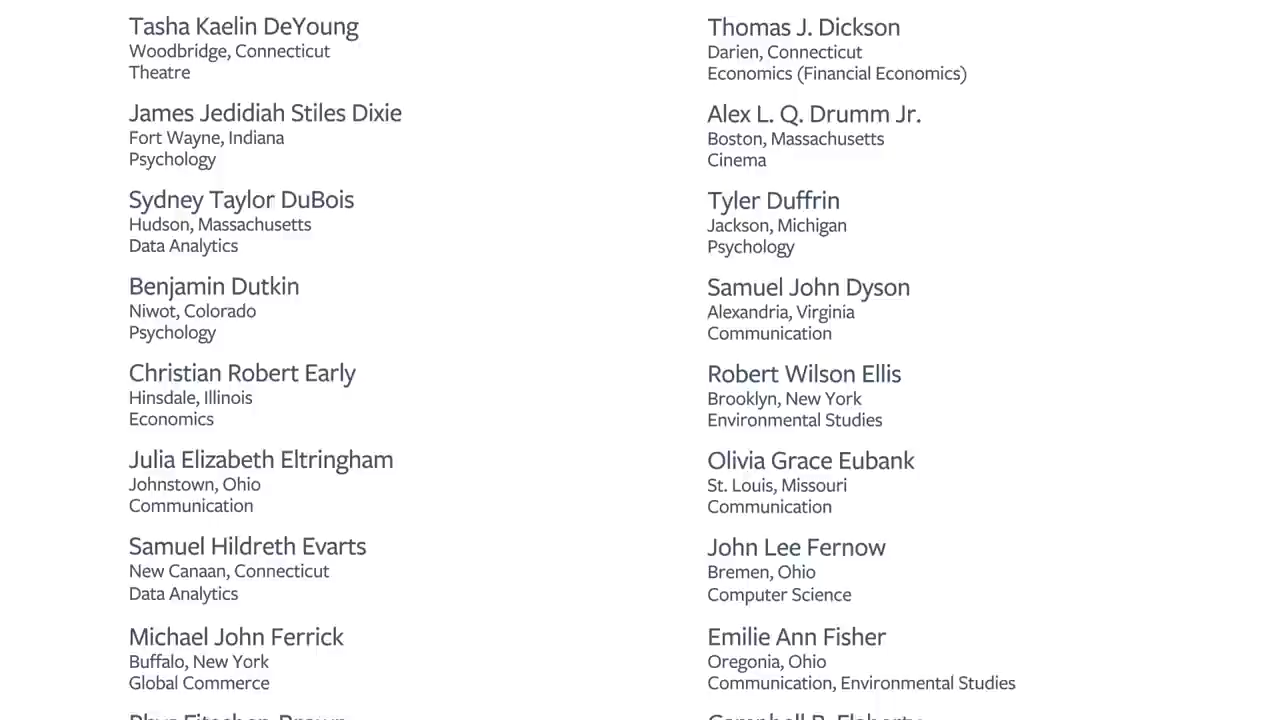 Tasha Kaelin DeYoung
Woodbridge, Connecticut
Theatre
Thomas J. Dickson
Darien, Connecticut
Economics (Financial Economics)
James Jedidiah Stiles Dixie
Fort Wayne, Indiana
Psychology
Alex L. Q. Drumm Jr.
Boston, Massachusetts
Cinema
Sydney Taylor DuBois
Hudson, Massachusetts
Data Analytics
Tyler Duffrin
Jackson, Michigan
Psychology
Benjamin Dutkin
Niwot, Colorado
Psychology
Samuel John Dyson
Alexandria, Virginia
Communication
Christian Robert Early
Hinsdale, Illinois
Economics
Robert Wilson Ellis
Brooklyn, New York
Environmental Studies
Julia Elizabeth Eltringham
Johnstown, Ohio
Communication
Olivia Grace Eubank
St. Louis, Missouri
Communication
Samuel Hildreth Evarts
New Canaan, Connecticut
Data Analytics
John Lee Fernow
Bremen, Ohio
Computer Science
Michael John Ferrick
Buffalo, New York
Global Commerce
Emilie Ann Fisher
Oregonia, Ohio
Communication, Environmental Studies